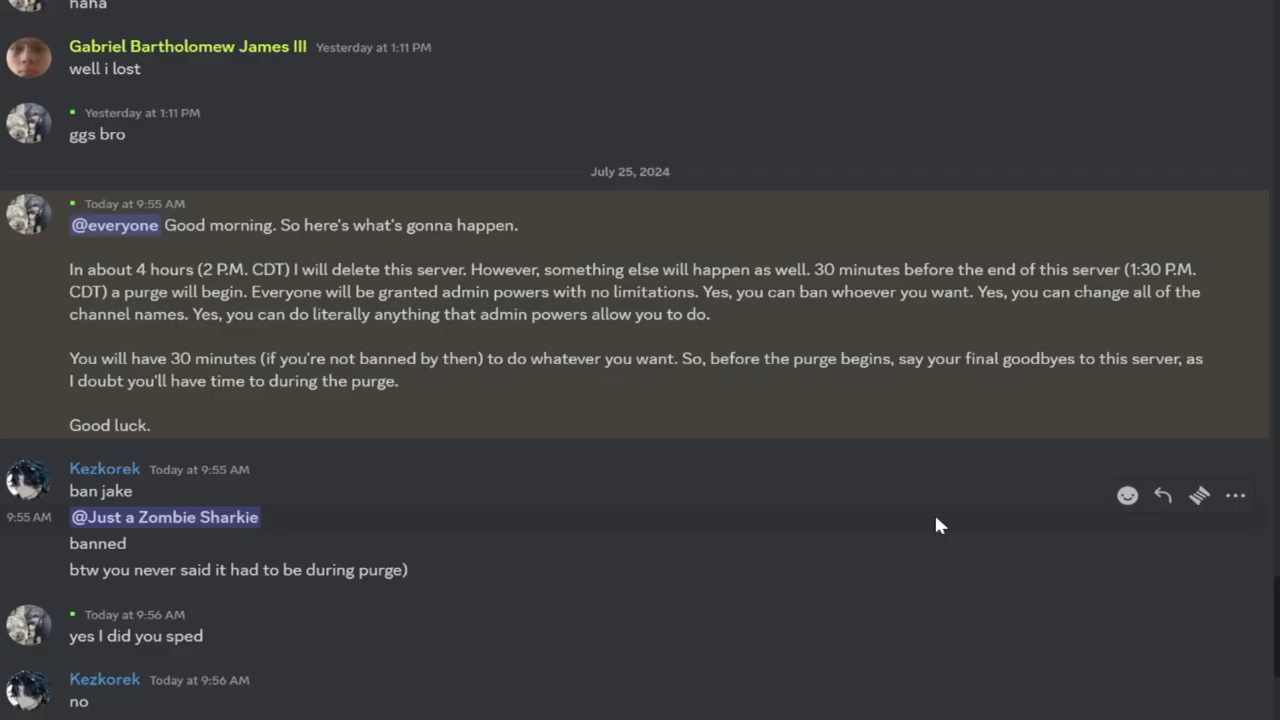 haha
Gabriel Bartholomew James III Yesterday at 1:11 PM
well i lost
Yesterday at 1:11 PM
ggs bro
July 25, 2024
Today at 9:55 AM
@everyone Good morning. So here's what's gonna happen.
In about 4 hours (2 P.M. CDT) I will delete this server. However, something else will happen as well. 30 minutes before the end of this server (1:30 P.M.
CDT) a purge will begin. Everyone will be granted admin powers with no limitations. Yes, you can ban whoever you want. Yes, you can change all of the
channel names. Yes, you can do literally anything that admin powers allow you to do.
You will have 30 minutes (if you're not banned by then) to do whatever you want. So, before the purge begins, say your final goodbyes to this server, as
I doubt you'll have time to during the purge.
Good luck.
Kezkorek Today at 9:55 AM
ban jake
9:55 AM @Just a Zombie Sharkie
banned
btw you never said it had to be during purge)
Today at 9:56 AM
yes I did you sped
Kezkorek Today at 9:56 AM
no